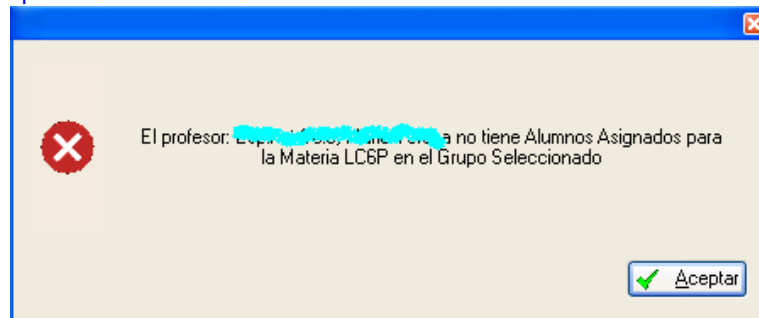 El profesor: a no tiene Alumnos Asignados para
la Materia LC6P en el Grupo Seleccionado
Aceptar